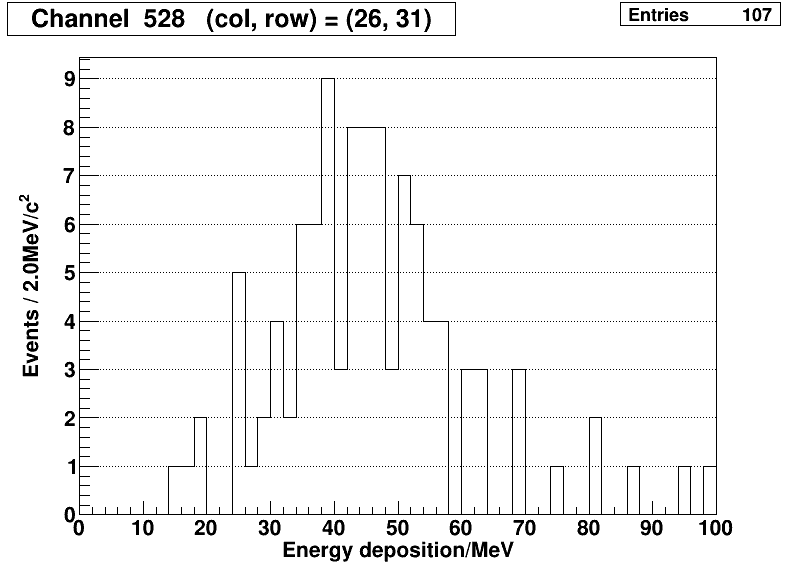 Channel 528 (col, row) = (26, 31)
Entries 107
Events / 2.0MeV/c²
9
8
7
6
5
4
3
2
1
0
0 10 20 30 40 50 60 70 80 90 100
Energy deposition/MeV